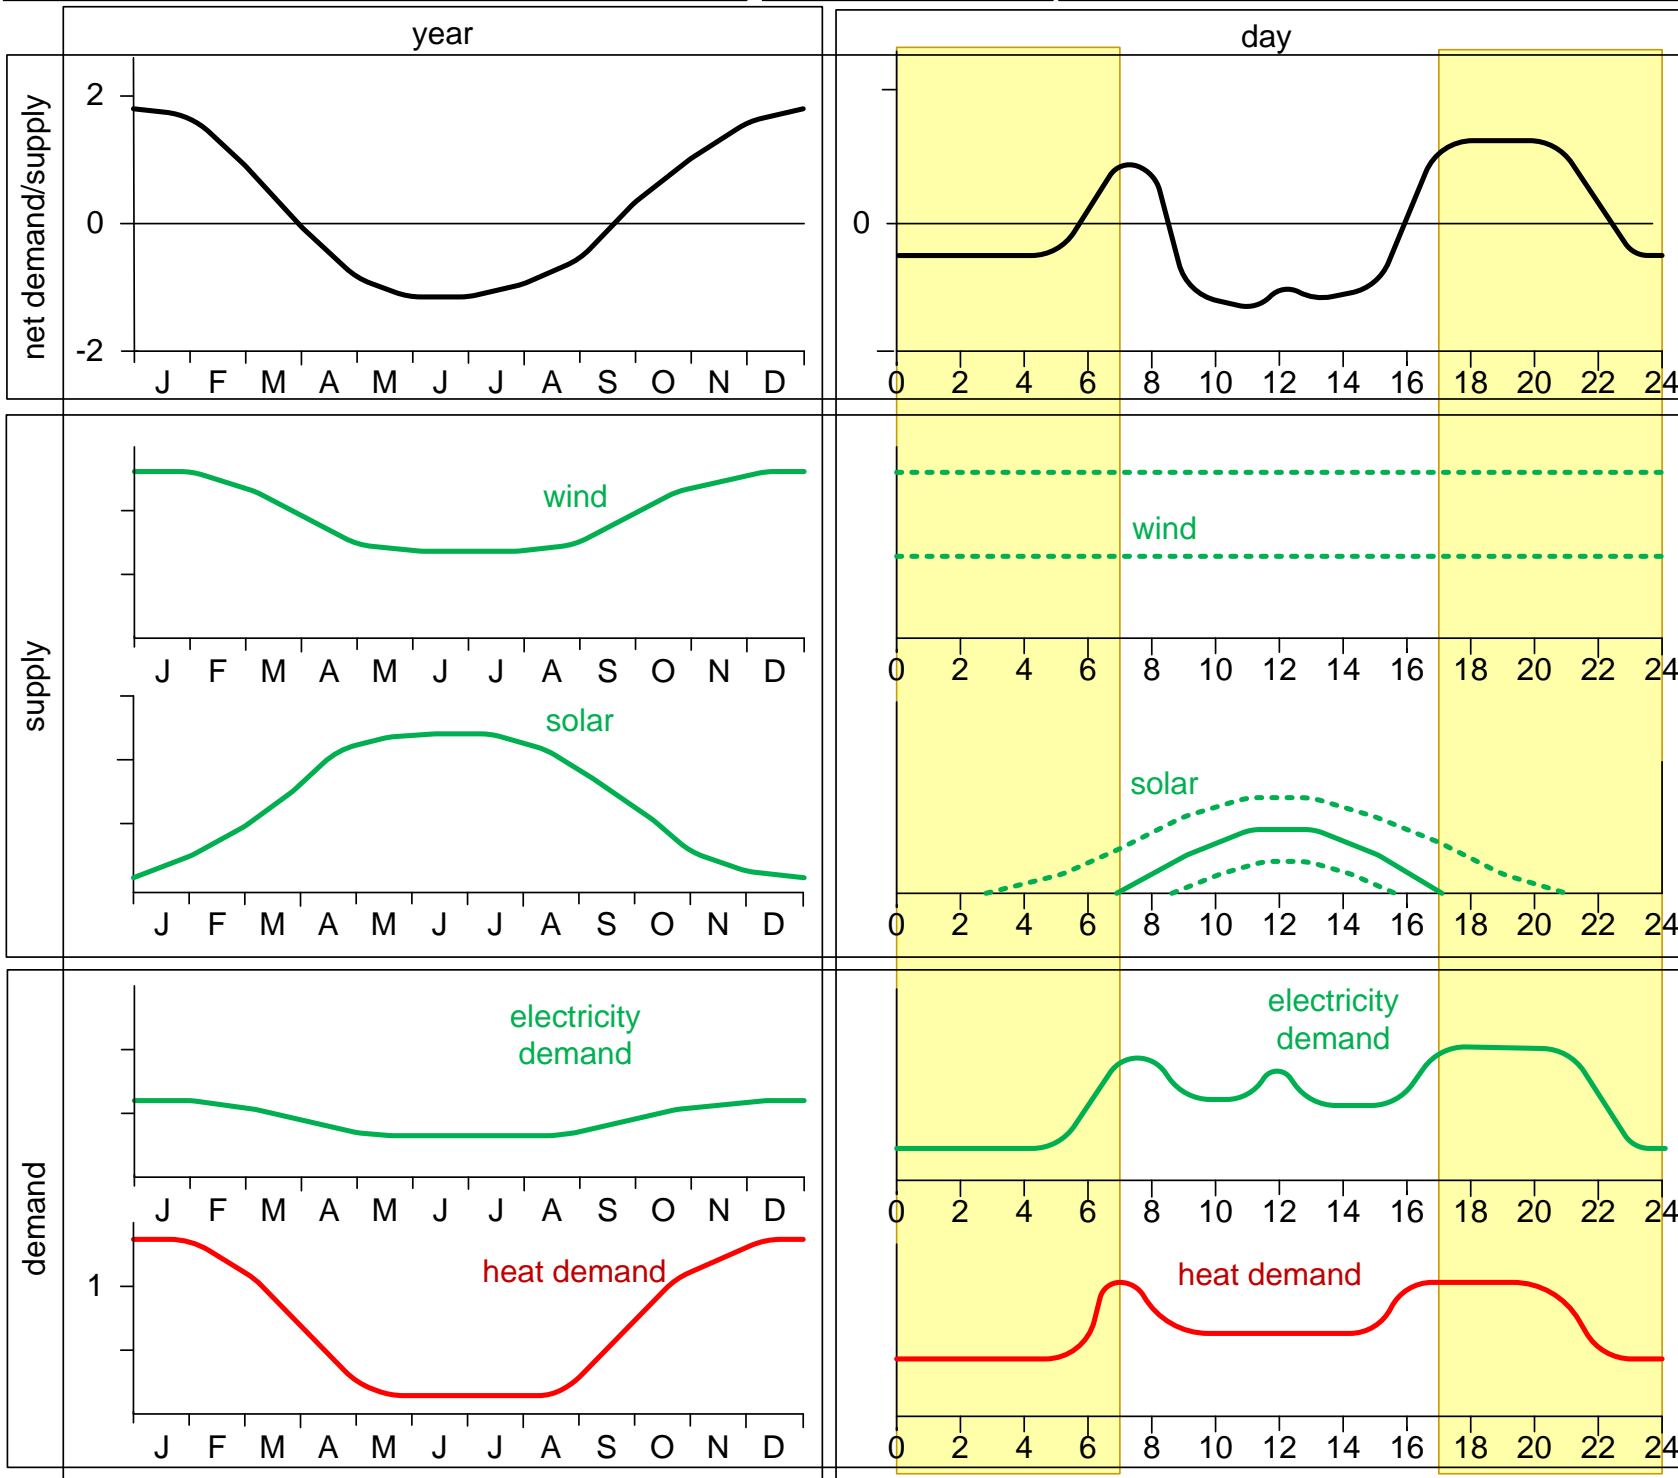 year
day
net demand/supply
2
0
-2
J F M A M J J A S O N D
0
0 2 4 6 8 10 12 14 16 18 20 22 24
supply
wind
J F M A M J J A S O N D
wind
0 2 4 6 8 10 12 14 16 18 20 22 24
solar
J F M A M J J A S O N D
solar
0 2 4 6 8 10 12 14 16 18 20 22 24
demand
electricity
demand
J F M A M J J A S O N D
electricity
demand
0 2 4 6 8 10 12 14 16 18 20 22 24
heat demand
1
J F M A M J J A S O N D
heat demand
0 2 4 6 8 10 12 14 16 18 20 22 24